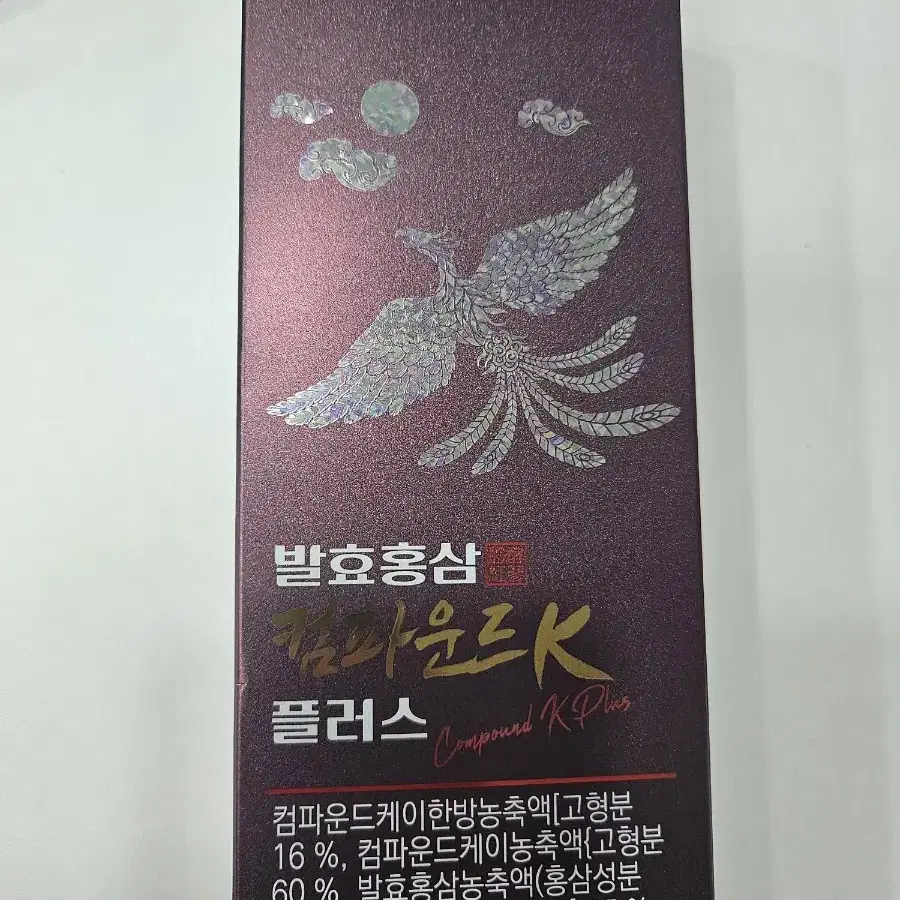 발효홍삼
컴파운드K
플러스 Compound K Plus
컴파운드케이한방농축액[고형분
16 %, 컴파운드케이농축액{고형분
60 %, 발효홍삼농축액(홍삼성분